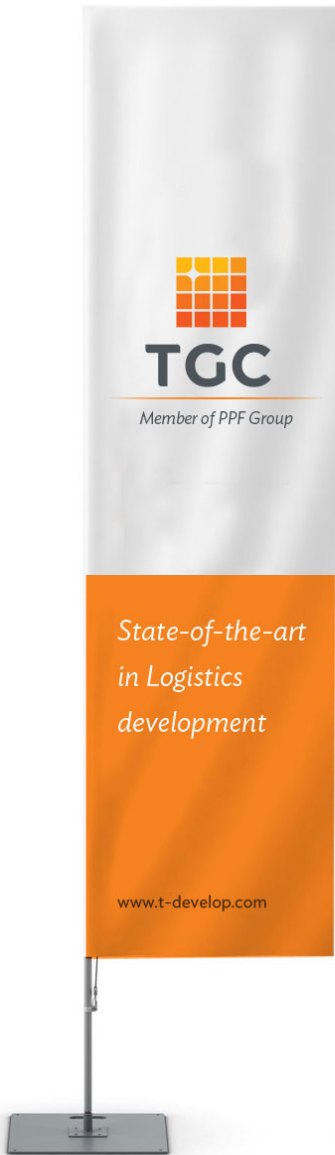 TGC
Member of PPF Group
State-of-the-art
in Logistics
development
www.t-develop.com